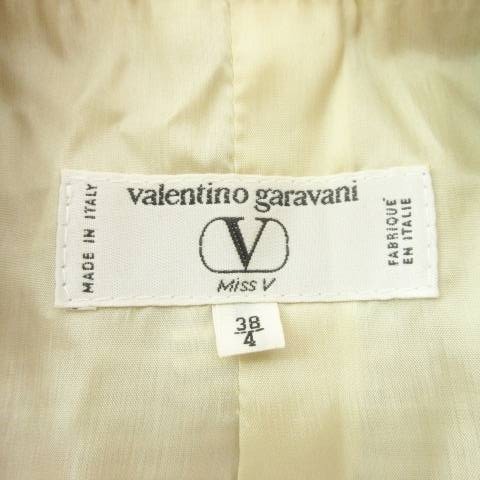 MADE IN ITALY
valentino garavani
V
Miss V
FABRIQUÉ
EN ITALIE
38
4